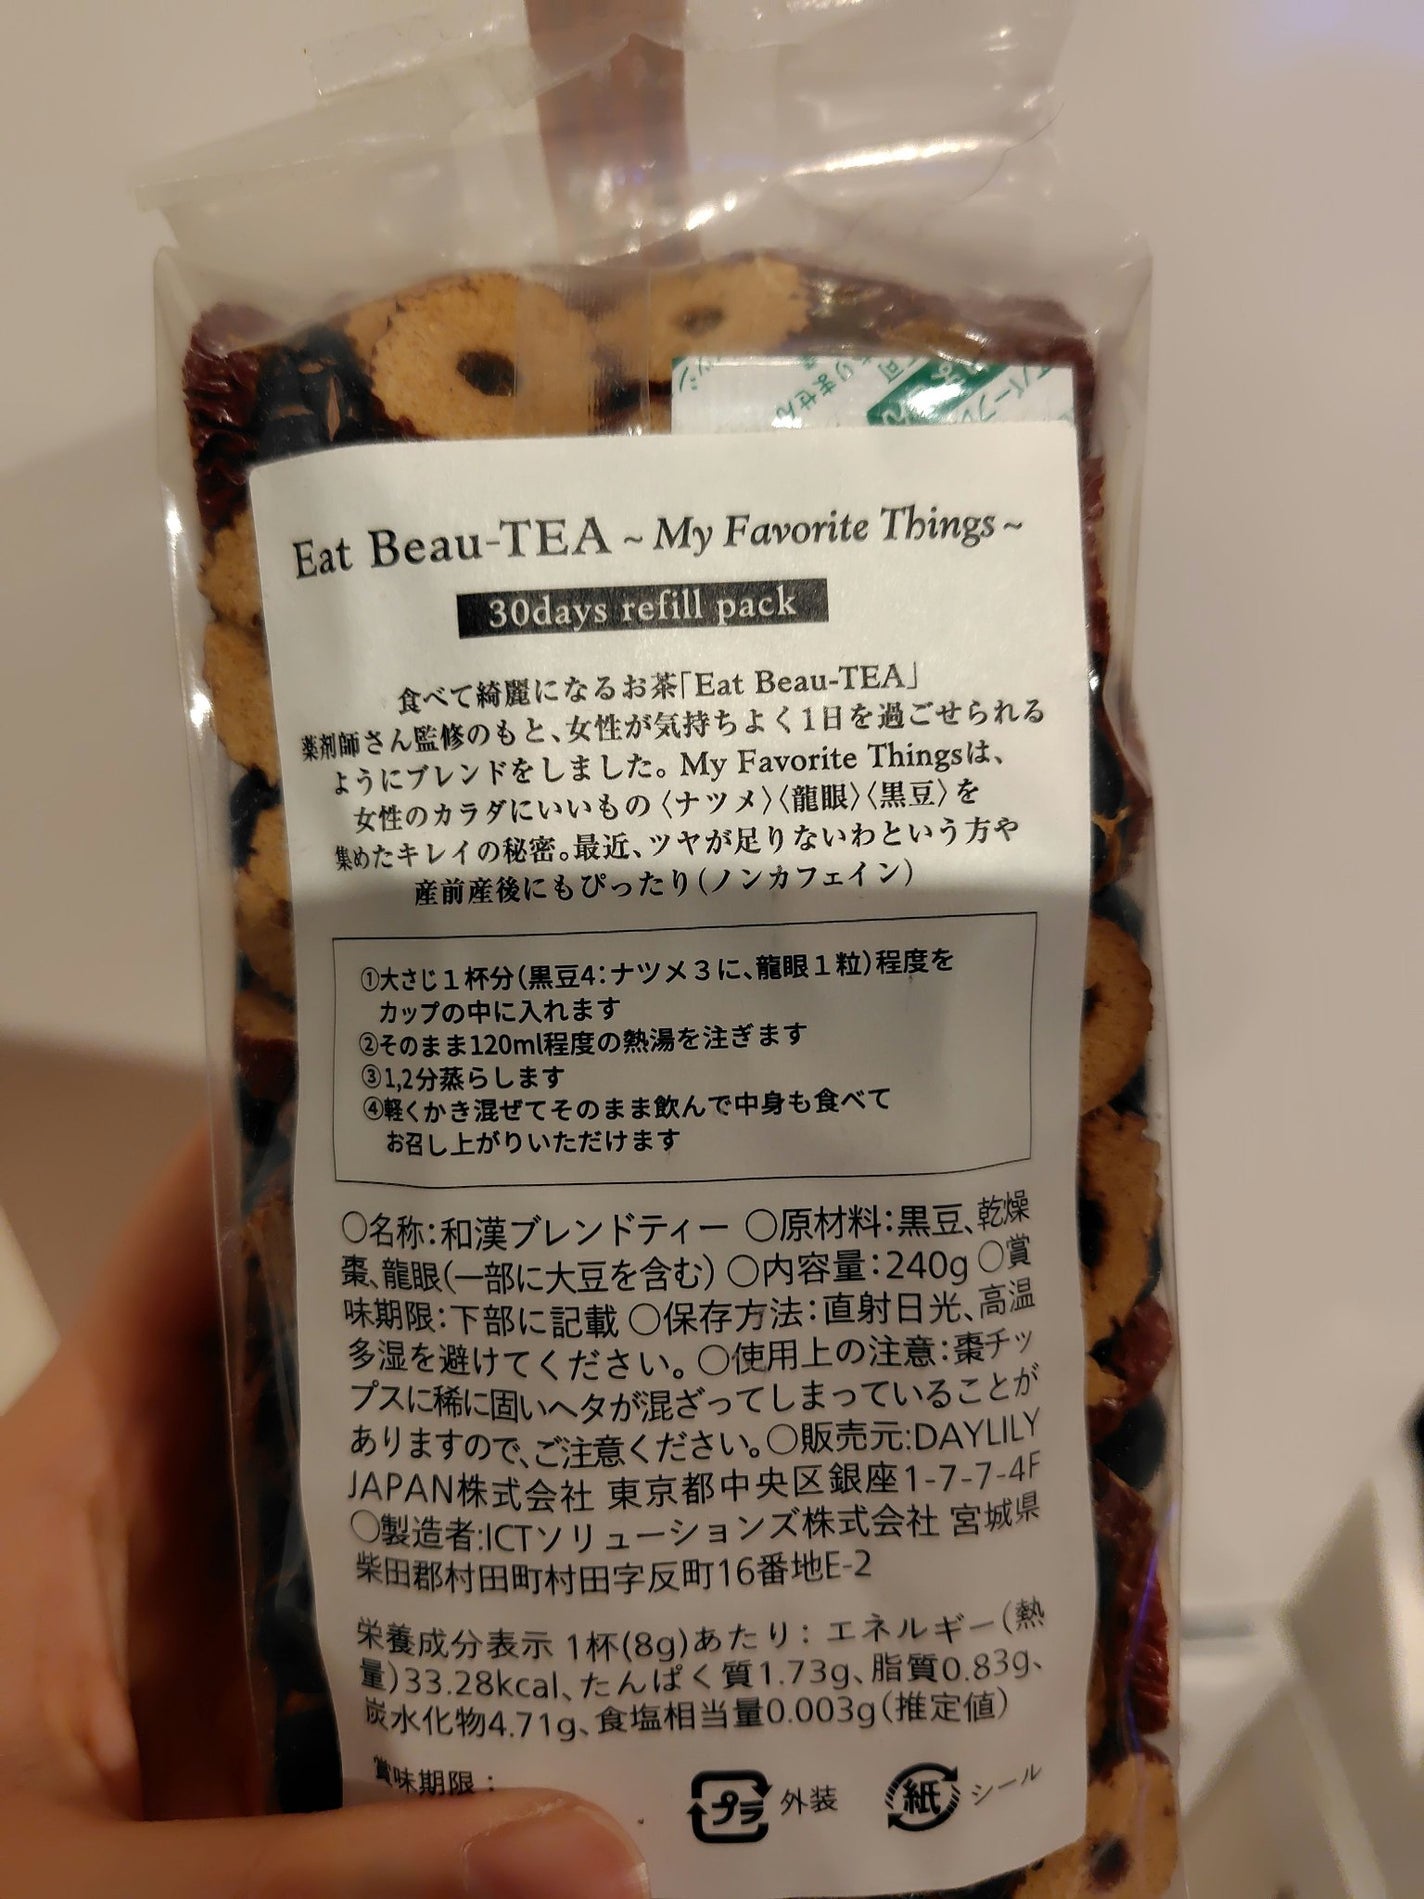 Eat Beau-TEA ~ My Favorite Things ~
30days refill pack
食べて綺麗になるお茶「Eat Beau-TEA」
薬剤師さん監修のもと、女性が気持ちよく1日を過ごせられる
ようにブレンドをしました。My Favorite Thingsは、
女性のカラダにいいもの〈ナツメ〉〈龍眼〉〈黒豆〉を
集めたキレイの秘密。最近、ツヤが足りないわという方や
産前産後にもぴったり(ノンカフェイン)
①大さじ1杯分(黒豆4:ナツメ3に、龍眼1粒)程度を
カップの中に入れます
②そのまま120ml程度の熱湯を注ぎます
③1,2分蒸らします
④軽くかき混ぜてそのまま飲んで中身も食べて
お召し上がりいただけます
〇名称:和漢ブレンドティー 〇原材料:黒豆、乾燥
棗、龍眼(一部に大豆を含む) 〇内容量:240g 〇賞
味期限:下部に記載 〇保存方法:直射日光、高温
多湿を避けてください。〇使用上の注意:棗チッ
プスに稀に固いヘタが混ざってしまっていることが
ありますので、ご注意ください。〇販売元:DAYLILY
JAPAN株式会社 東京都中央区銀座1-7-7-4F
〇製造者:ICTソリューションズ株式会社 宮城県
柴田郡村田町村田字反町16番地E-2
栄養成分表示 1杯(8g)あたり:エネルギー(熱
量)33.28kcal、たんぱく質1.73g、脂質0.83g、
炭水化物4.71g、食塩相当量0.003g(推定値)
賞味期限:
プラ 外装 紙 シール